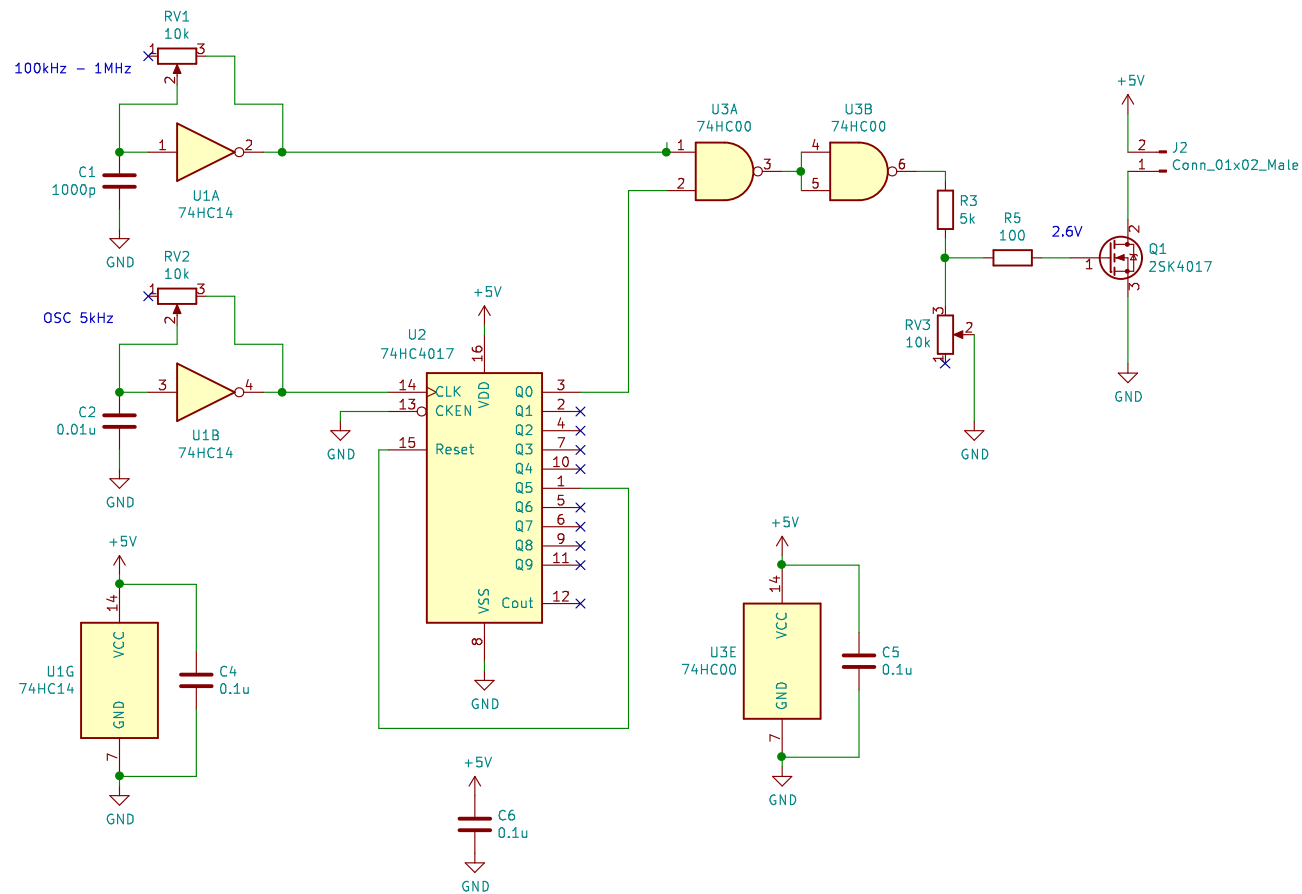 RV1
10k
1
3
2
100kHz - 1MHz
1
2
C1
1000p
U1A
74HC14
GND
RV2
10k
1
3
2
OSC 5kHz
3
4
C2
0.01u
U1B
74HC14
GND
+5V
U2
74HC4017
16
VDD
14
CLK
13
CKEN
15
Reset
Q0
3
Q1
2
Q2
4
Q3
7
Q4
10
Q5
1
Q6
5
Q7
6
Q8
9
Q9
11
Cout
12
VSS
8
GND
GND
U3A
74HC00
1
2
3
U3B
74HC00
4
5
6
R3
5k
R5
100
2.6V
RV3
10k
3
2
1
GND
+5V
J2
Conn_01x02_Male
2
1
Q1
2SK4017
2
1
3
GND
+5V
14
VCC
U1G
74HC14
GND
7
C4
0.1u
GND
+5V
C6
0.1u
GND
+5V
14
VCC
U3E
74HC00
GND
7
C5
0.1u
GND